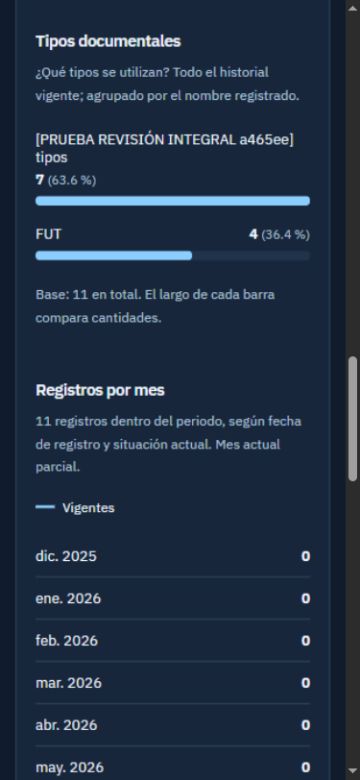 Tipos documentales
¿Qué tipos se utilizan? Todo el historial
vigente; agrupado por el nombre registrado.
[PRUEBA REVISIÓN INTEGRAL a465ee]
tipos
7 (63.6 %)
FUT 4 (36.4 %)
Base: 11 en total. El largo de cada barra
compara cantidades.
Registros por mes
11 registros dentro del periodo, según fecha
de registro y situación actual. Mes actual
parcial.
Vigentes
dic. 2025 0
ene. 2026 0
feb. 2026 0
mar. 2026 0
abr. 2026 0
may. 2026 0